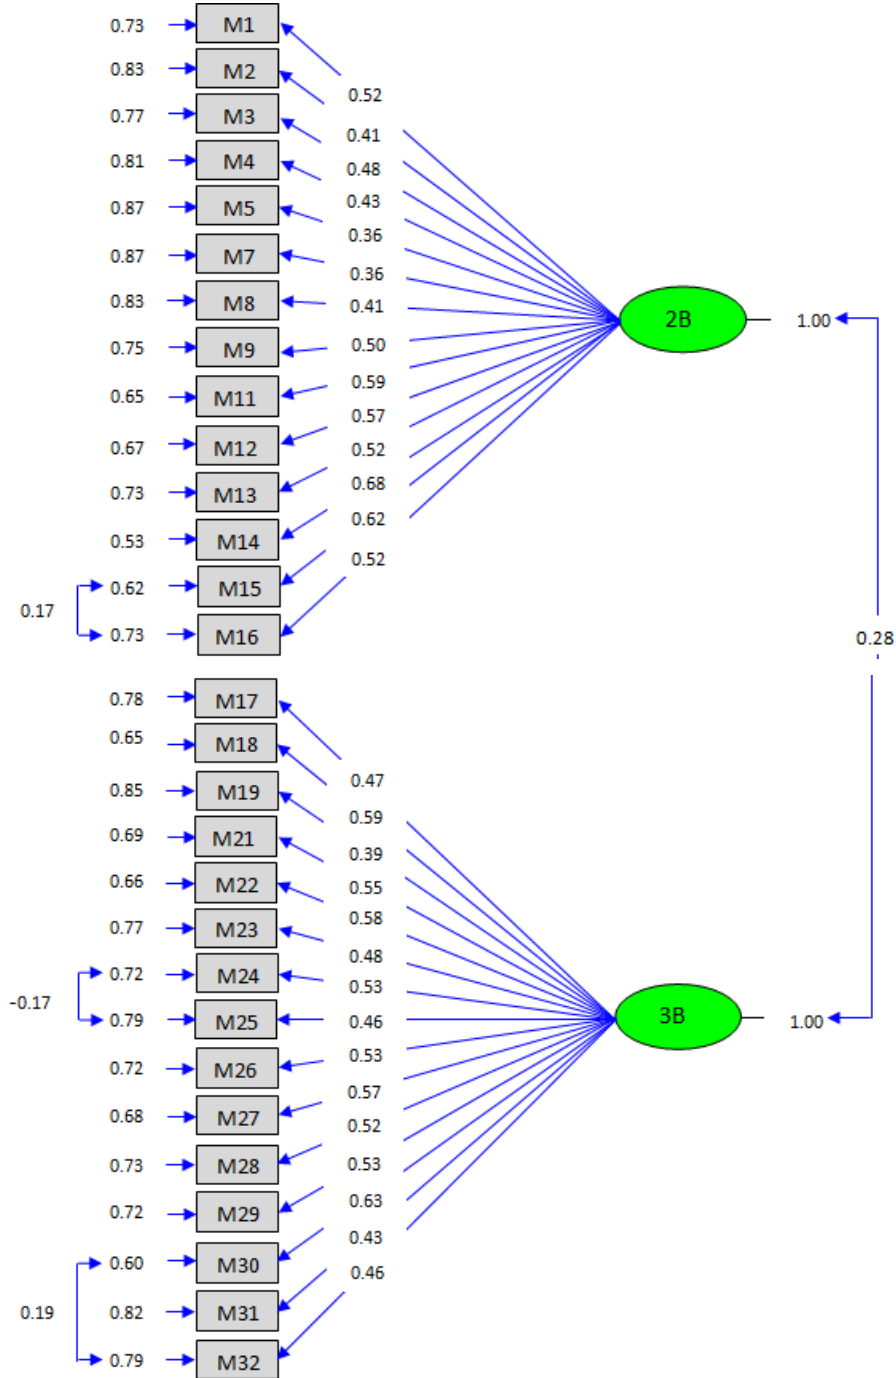 0.73 M1
0.83 M2
0.52
0.77 M3
0.41
0.81 M4
0.48
0.87 M5
0.43
0.36
0.87 M7
0.36
0.83 M8
0.41
2B 1.00
0.75 M9
0.50
0.65 M11
0.59
0.57
0.67 M12
0.52
0.73 M13
0.68
0.53 M14
0.62
0.52
0.62 M15
0.17
0.73 M16
0.28
0.78 M17
0.65 M18
0.47
0.85 M19
0.59
0.69 M21
0.39
0.66 M22
0.55
0.58
0.77 M23
0.48
0.72 M24
0.53
-0.17
0.79 M25
0.46
3B 1.00
0.53
0.72 M26
0.57
0.68 M27
0.52
0.73 M28
0.53
0.63
0.72 M29
0.43
0.60 M30
0.46
0.19
0.82 M31
0.79 M32